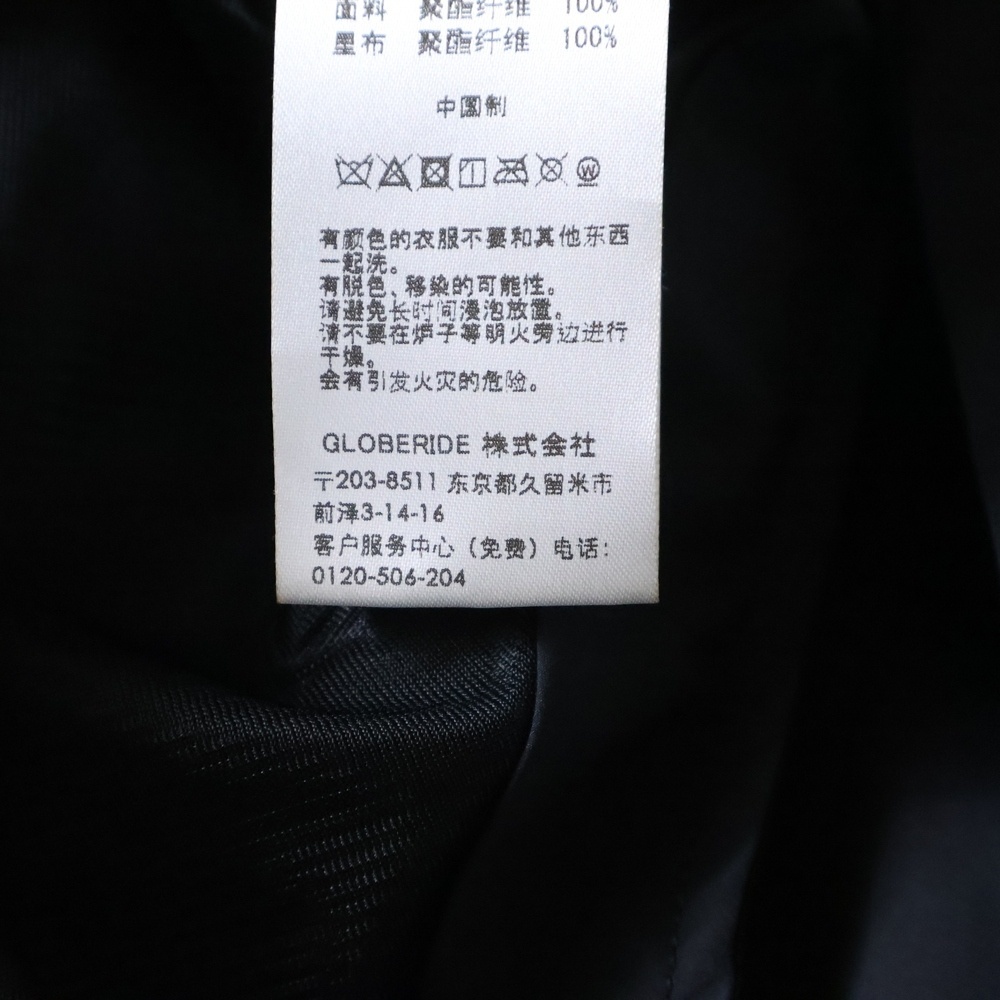 面料 聚酯纤维 100%
里布 聚酯纤维 100%
中国制
W
有颜色的衣服不要和其他东西
一起洗。
有脱色、移染的可能性。
请避免长时间浸泡放置。
请不要在炉子等明火旁边进行
干燥。
会有引发火灾的危险。
GLOBERIDE 株式会社
〒203-8511 东京都久留米市
前泽3-14-16
客户服务中心（免费）电话：
0120-506-204